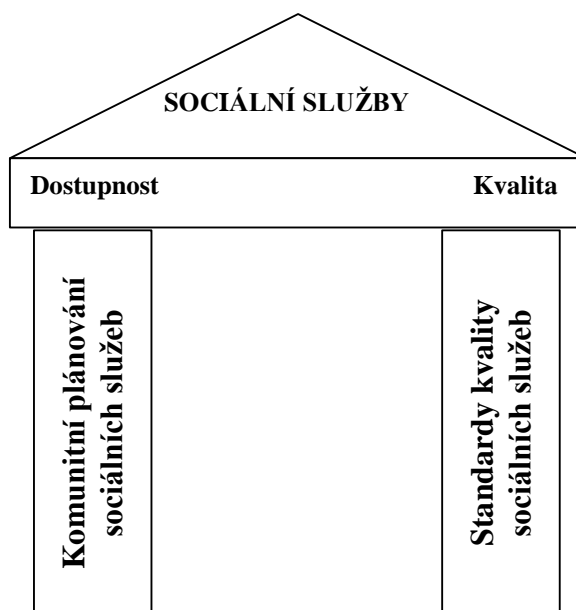 SOCIÁLNÍ SLUŽBY
Dostupnost
Kvalita
Komunitní plánování
sociálních služeb
Standardy kvality
sociálních služeb